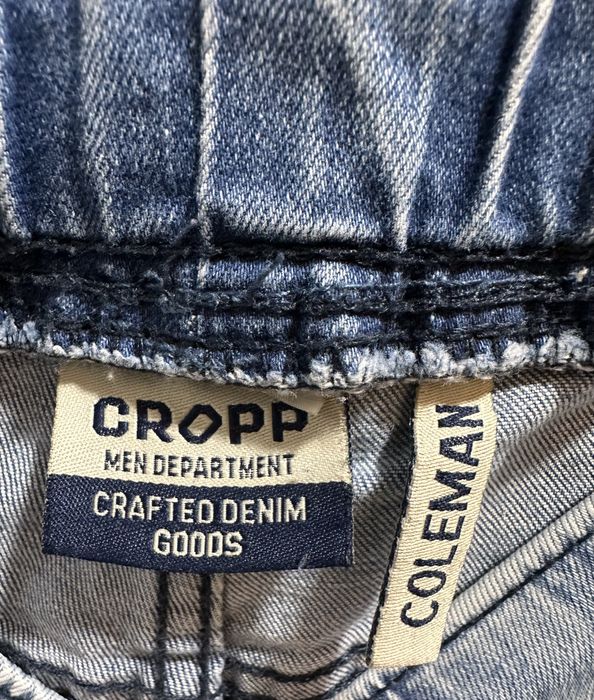 CROPP
MEN DEPARTMENT
CRAFTED DENIM
GOODS
COLEMAN